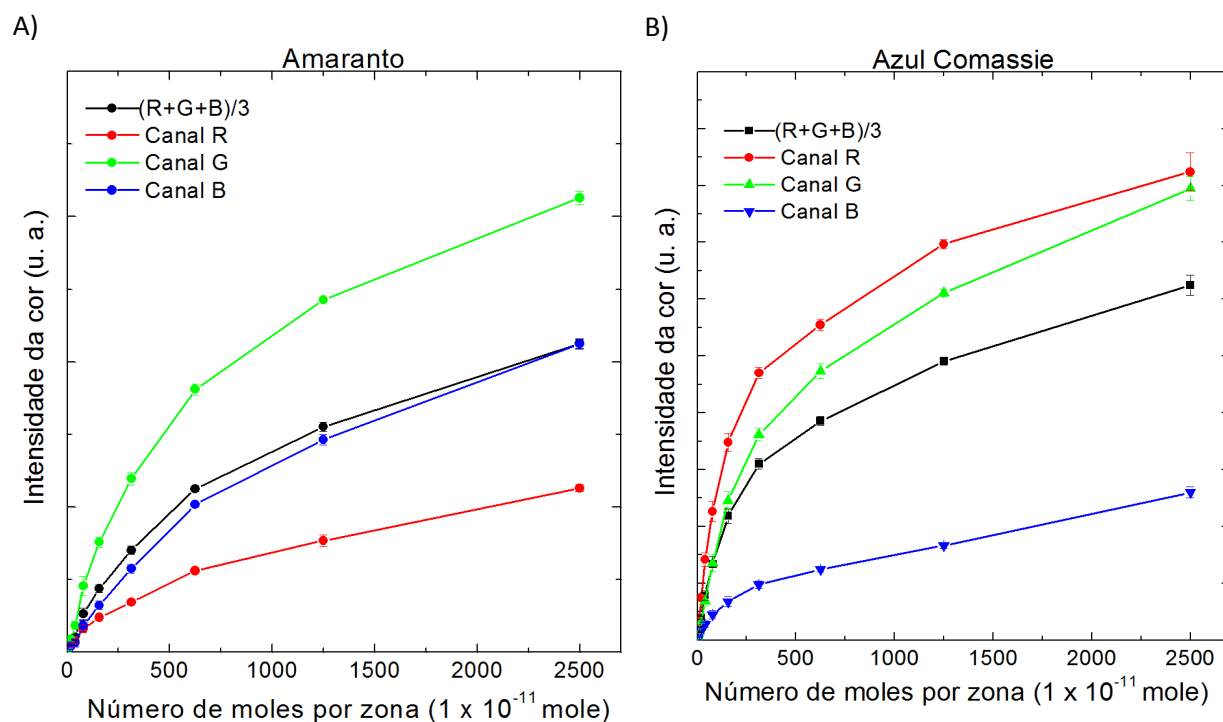 A)
Amaranto
(R+G+B)/3
Canal R
Canal G
Canal B
Intensidade da cor (u. a.)
0 500 1000 1500 2000 2500
Número de moles por zona (1 x 10⁻¹¹ mole)
B)
Azul Comassie
(R+G+B)/3
Canal R
Canal G
Canal B
Intensidade da cor (u. a.)
0 500 1000 1500 2000 2500
Número de moles por zona (1 x 10⁻¹¹ mole)